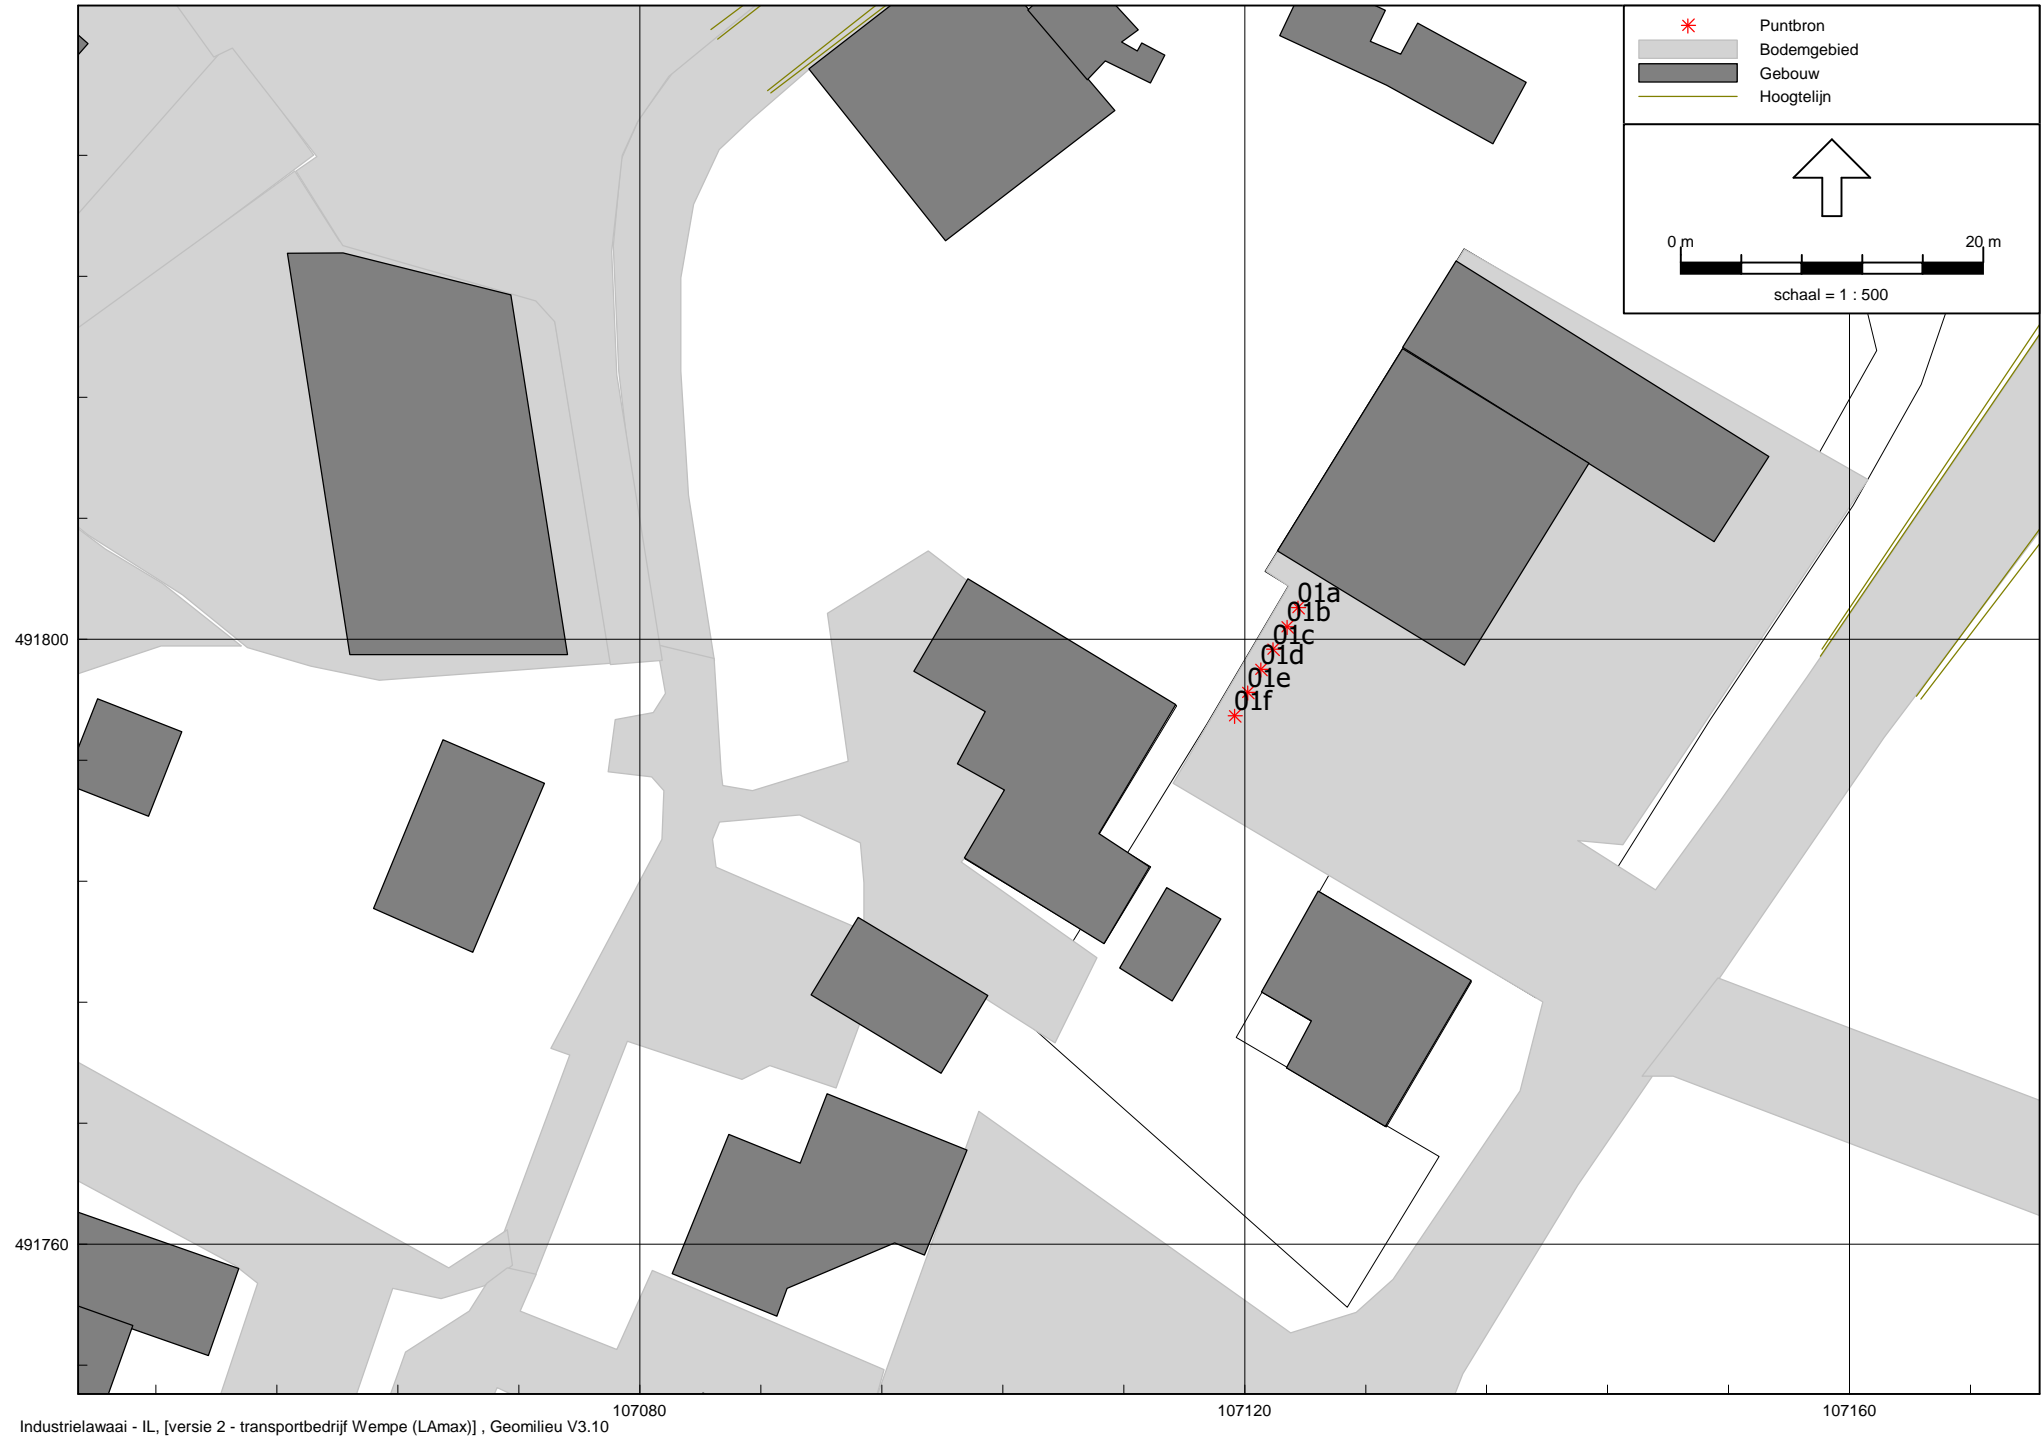 Puntbron
Bodemgebied
Gebouw
Hoogtelijn
0 m
20 m
schaal = 1 : 500
01a
01b
01c
01d
01e
01f
491800
491760
107080
107120
107160
Industrielawaai - IL, [versie 2 - transportbedrijf Wempe (LAmax)] , Geomilieu V3.10